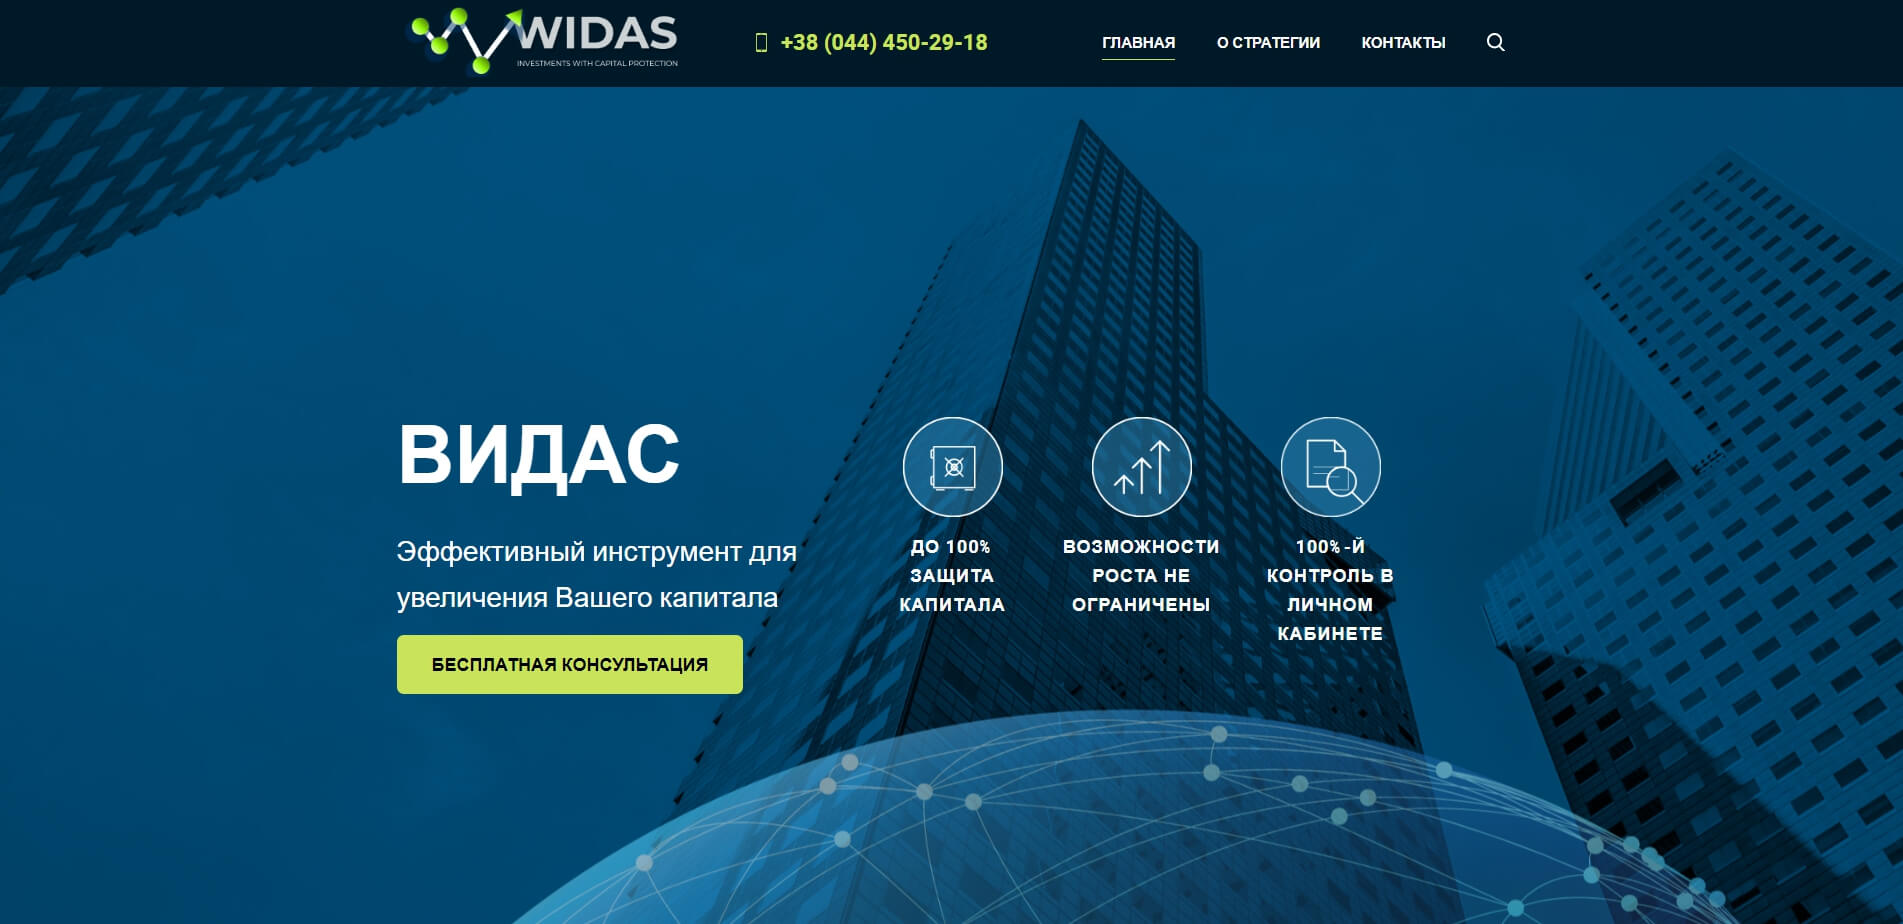 WIDAS
INVESTMENTS WITH CAPITAL PROTECTION
+38 (044) 450-29-18
ГЛАВНАЯ
О СТРАТЕГИИ
КОНТАКТЫ
ВИДАС
Эффективный инструмент для
увеличения Вашего капитала
БЕСПЛАТНАЯ КОНСУЛЬТАЦИЯ
ДО 100%
ЗАЩИТА
КАПИТАЛА
ВОЗМОЖНОСТИ
РОСТА НЕ
ОГРАНИЧЕНЫ
100%-Й
КОНТРОЛЬ В
ЛИЧНОМ
КАБИНЕТЕ